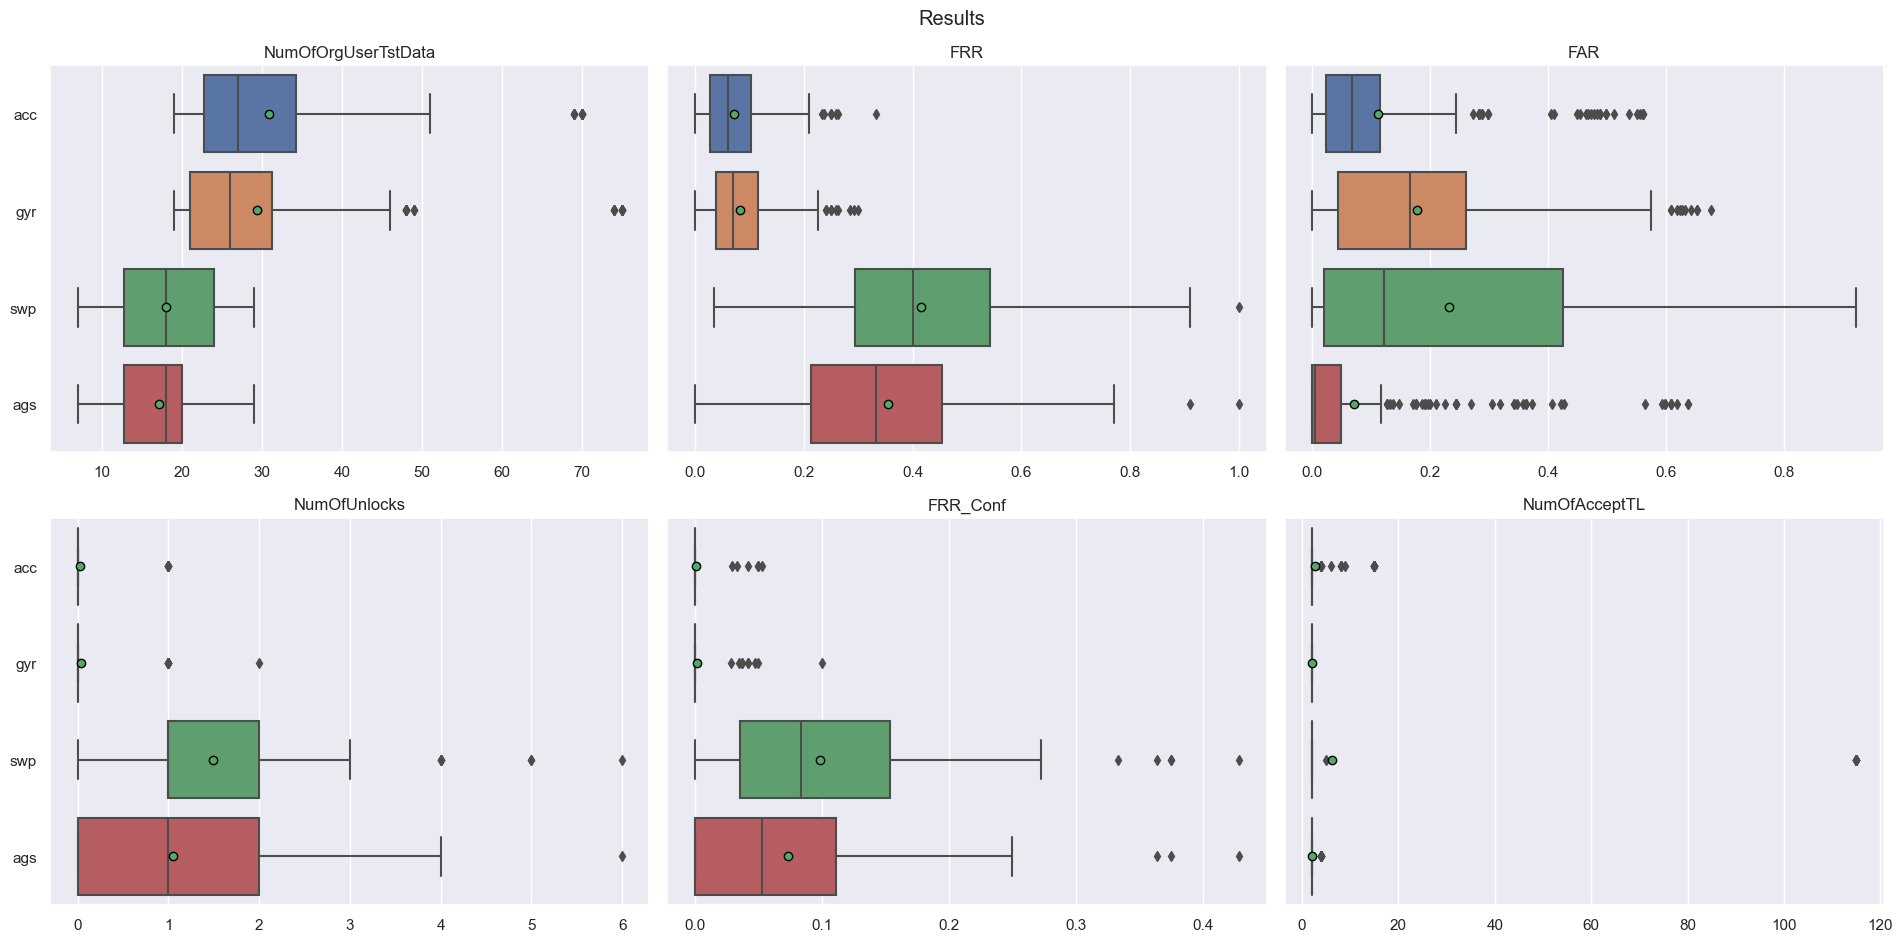 Results
NumOfOrgUserTstData
FRR
FAR
acc
gyr
swp
ags
10 20 30 40 50 60 70
0.0 0.2 0.4 0.6 0.8 1.0
0.0 0.2 0.4 0.6 0.8
NumOfUnlocks
FRR_Conf
NumOfAcceptTL
acc
gyr
swp
ags
0 1 2 3 4 5 6
0.0 0.1 0.2 0.3 0.4
0 20 40 60 80 100 120